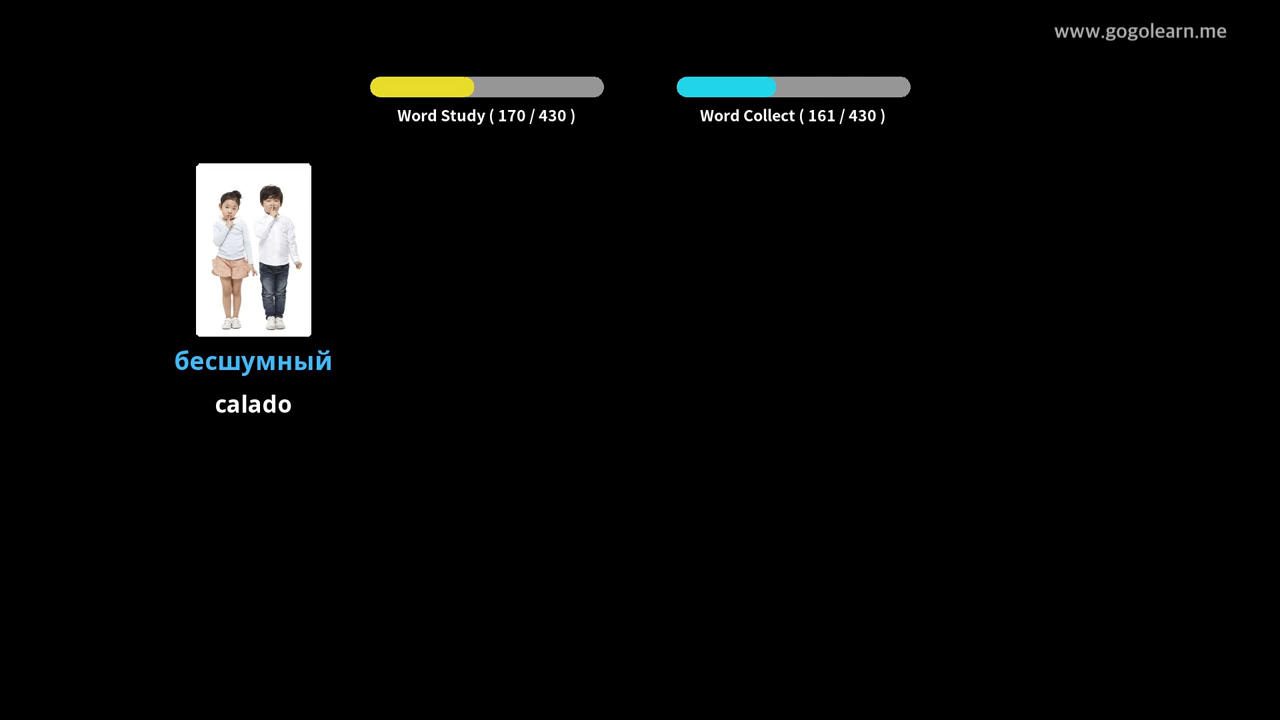 www.gogolearn.me
Word Study ( 170 / 430 )
Word Collect ( 161 / 430 )
бесшумный
calado